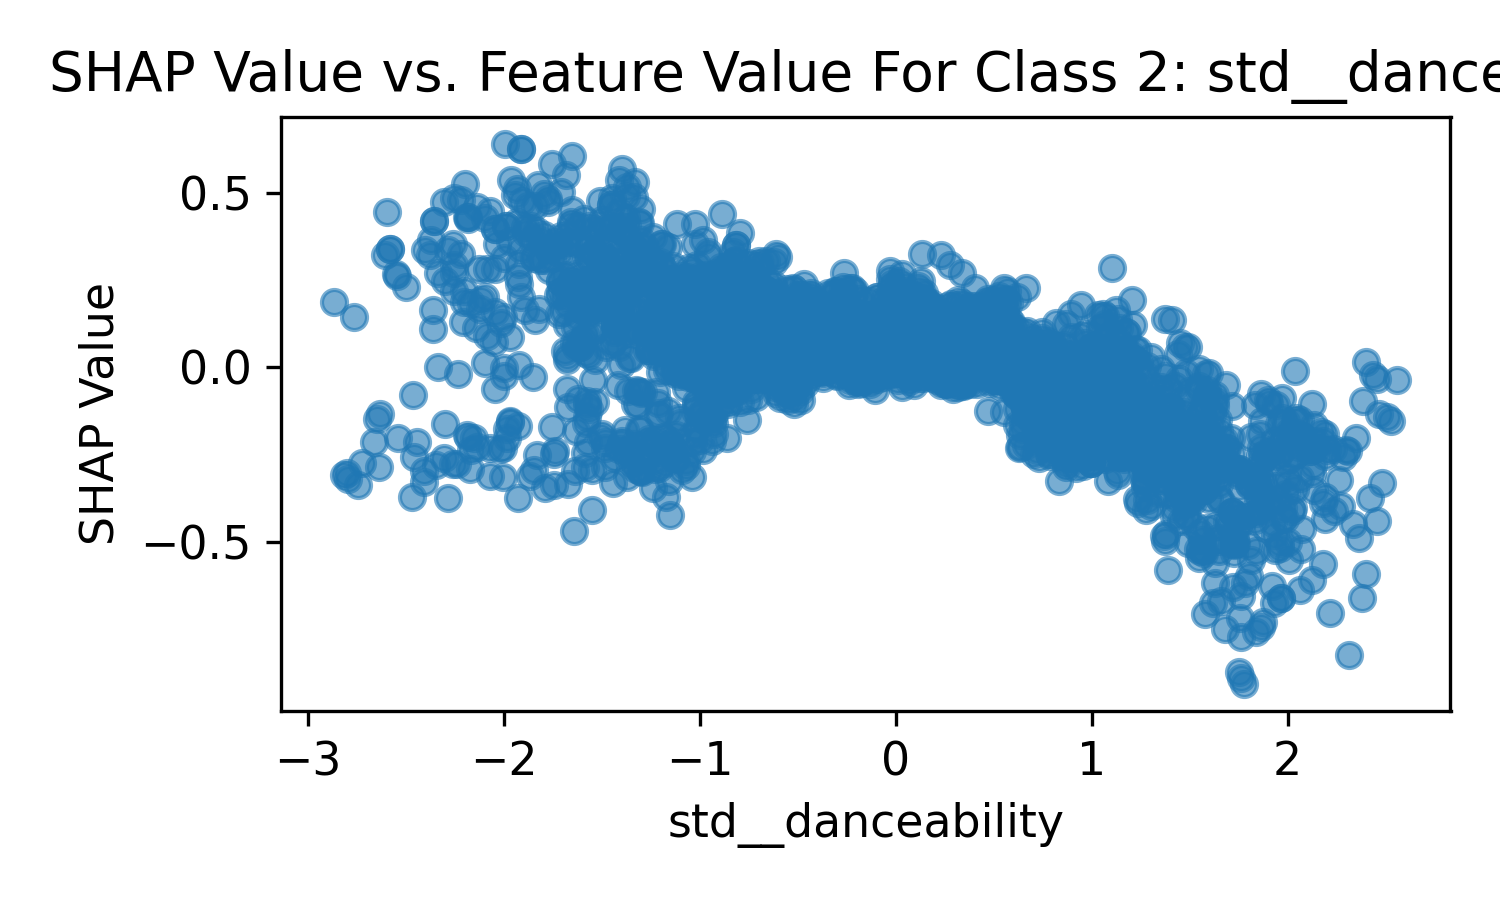 SHAP Value vs. Feature Value For Class 2: std__dance
SHAP Value
0.5
0.0
−0.5
−3 −2 −1 0 1 2
std__danceability